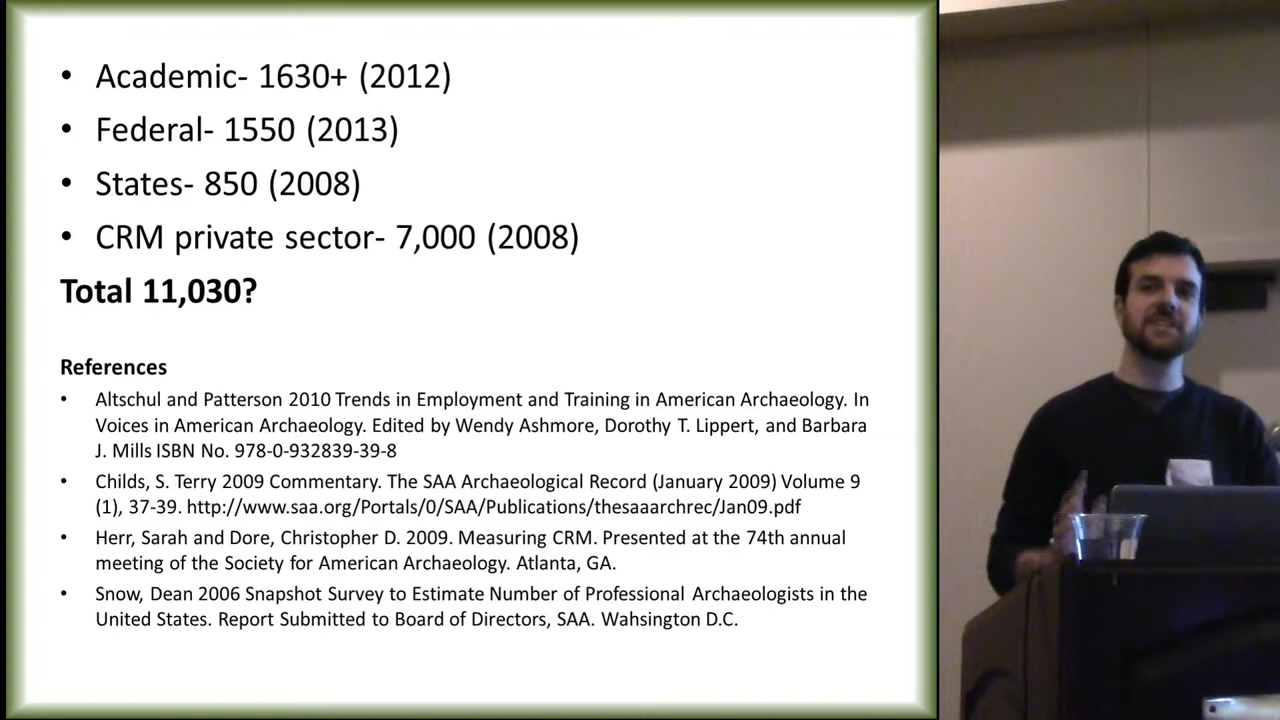 • Academic- 1630+ (2012)
• Federal- 1550 (2013)
• States- 850 (2008)
• CRM private sector- 7,000 (2008)
Total 11,030?
References
• Altschul and Patterson 2010 Trends in Employment and Training in American Archaeology. In
Voices in American Archaeology. Edited by Wendy Ashmore, Dorothy T. Lippert, and Barbara
J. Mills ISBN No. 978-0-932839-39-8
• Childs, S. Terry 2009 Commentary. The SAA Archaeological Record (January 2009) Volume 9
(1), 37-39. http://www.saa.org/Portals/0/SAA/Publications/thesaaarchrec/Jan09.pdf
• Herr, Sarah and Dore, Christopher D. 2009. Measuring CRM. Presented at the 74th annual
meeting of the Society for American Archaeology. Atlanta, GA.
• Snow, Dean 2006 Snapshot Survey to Estimate Number of Professional Archaeologists in the
United States. Report Submitted to Board of Directors, SAA. Wahsington D.C.